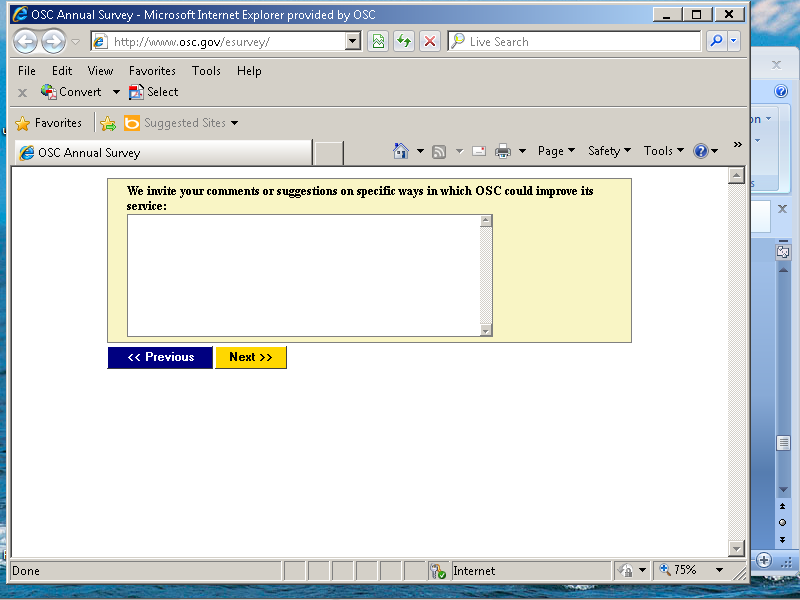 OSC Annual Survey - Microsoft Internet Explorer provided by OSC
http://www.osc.gov/esurvey/
Live Search
File Edit View Favorites Tools Help
x Convert Select
Favorites Suggested Sites
OSC Annual Survey
Page Safety Tools
We invite your comments or suggestions on specific ways in which OSC could improve its
service:
<< Previous Next >>
Done Internet 75%